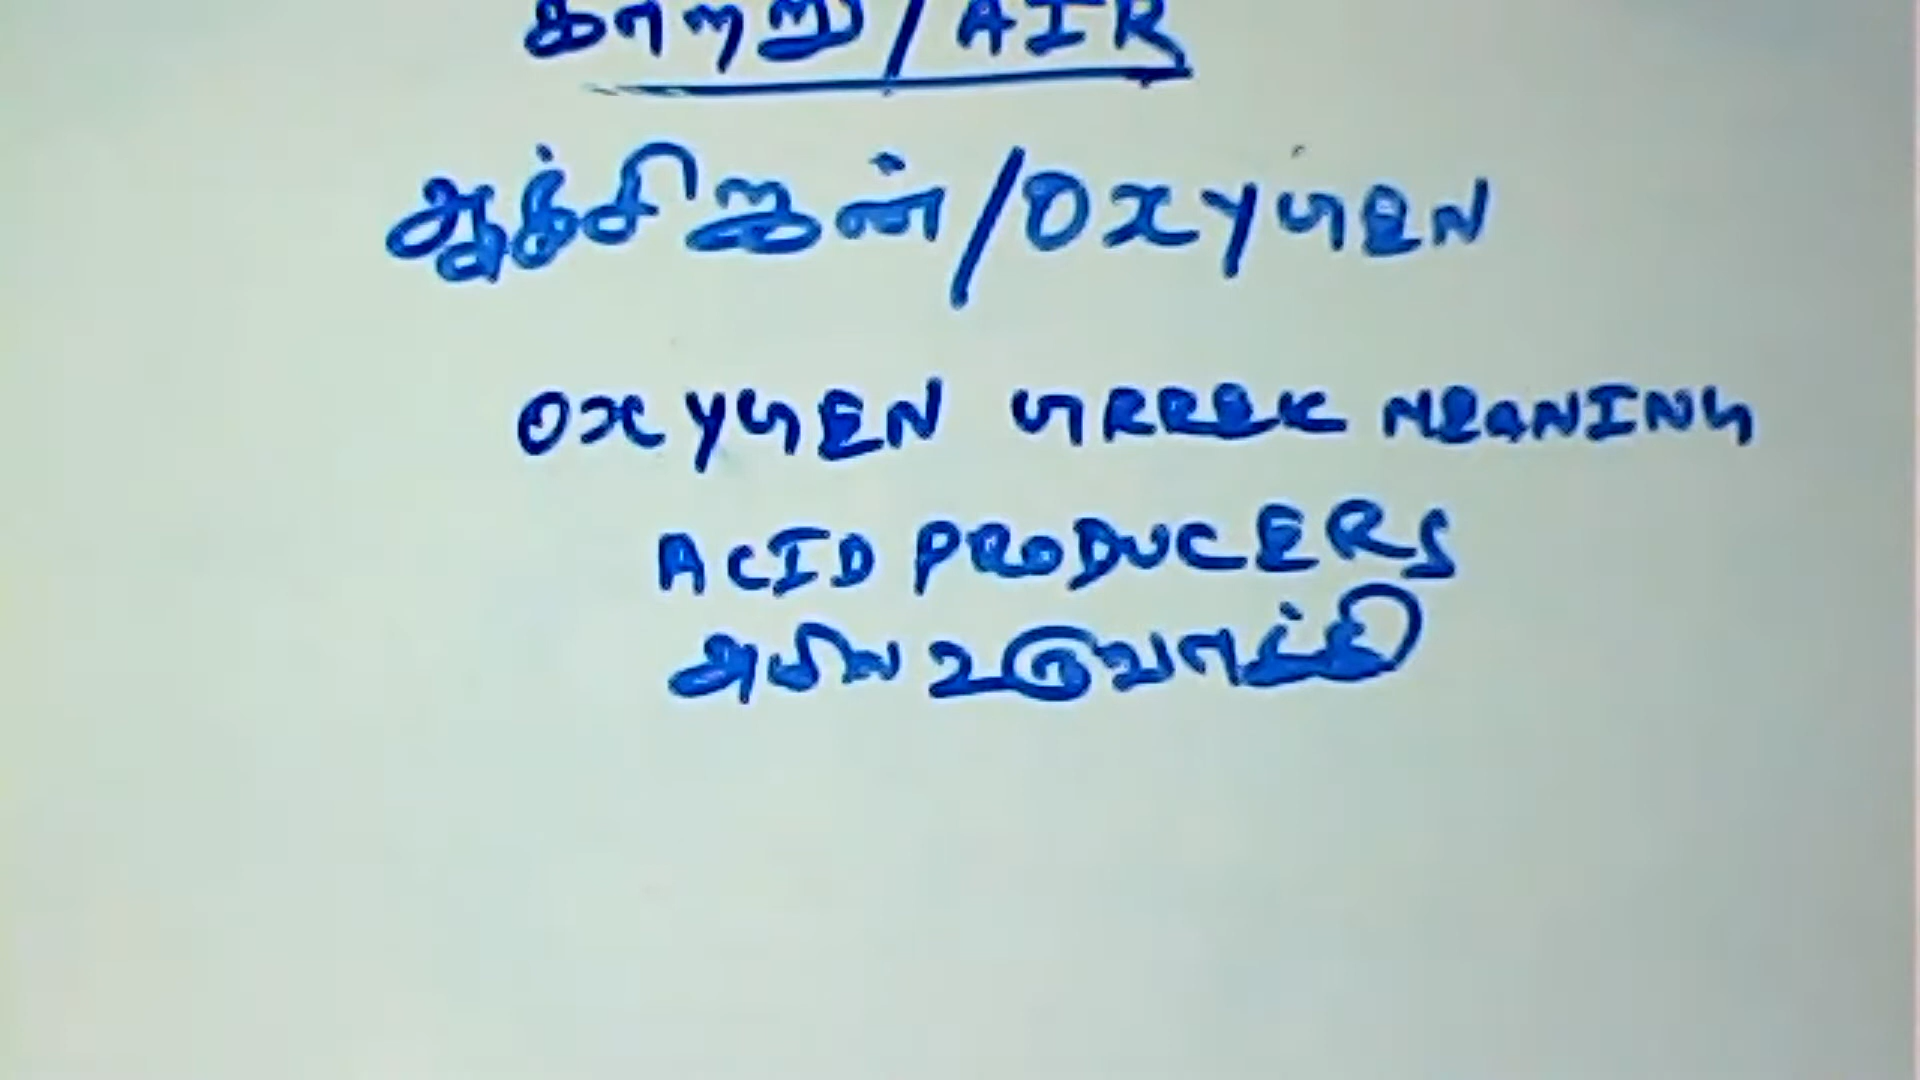 காற்று/AIR
ஆக்சிஜன்/OXYGEN
OXYGEN GREEK MEANING
ACID PRODUCERS
அமில உருவாக்கி